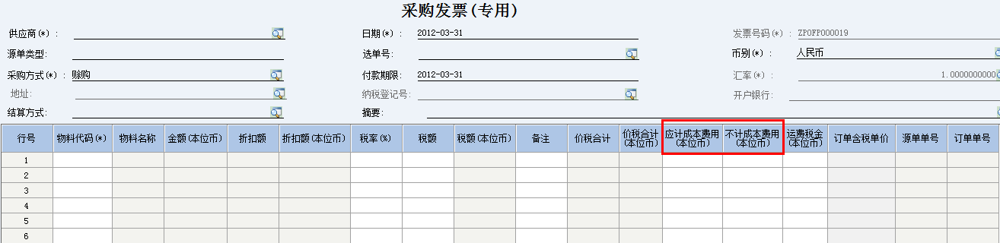 采购发票(专用)
供应商(*): 日期(*): 2012-03-31 发票号码(*): ZPOFP000019
源单类型: 选单号: 币别(*): 人民币
采购方式(*): 赊购 付款期限: 2012-03-31 汇率(*): 1.0000000000
地址: 纳税登记号: 开户银行:
结算方式: 摘要:
行号 物料代码(*) 物料名称 金额(本位币) 折扣额 折扣额(本位币) 税率(%) 税额 税额(本位币) 备注 价税合计 价税合计(本位币) 应计成本费用(本位币) 不计成本费用(本位币) 运费税金(本位币) 订单含税单价 源单单号 订单单号
1
2
3
4
5
6